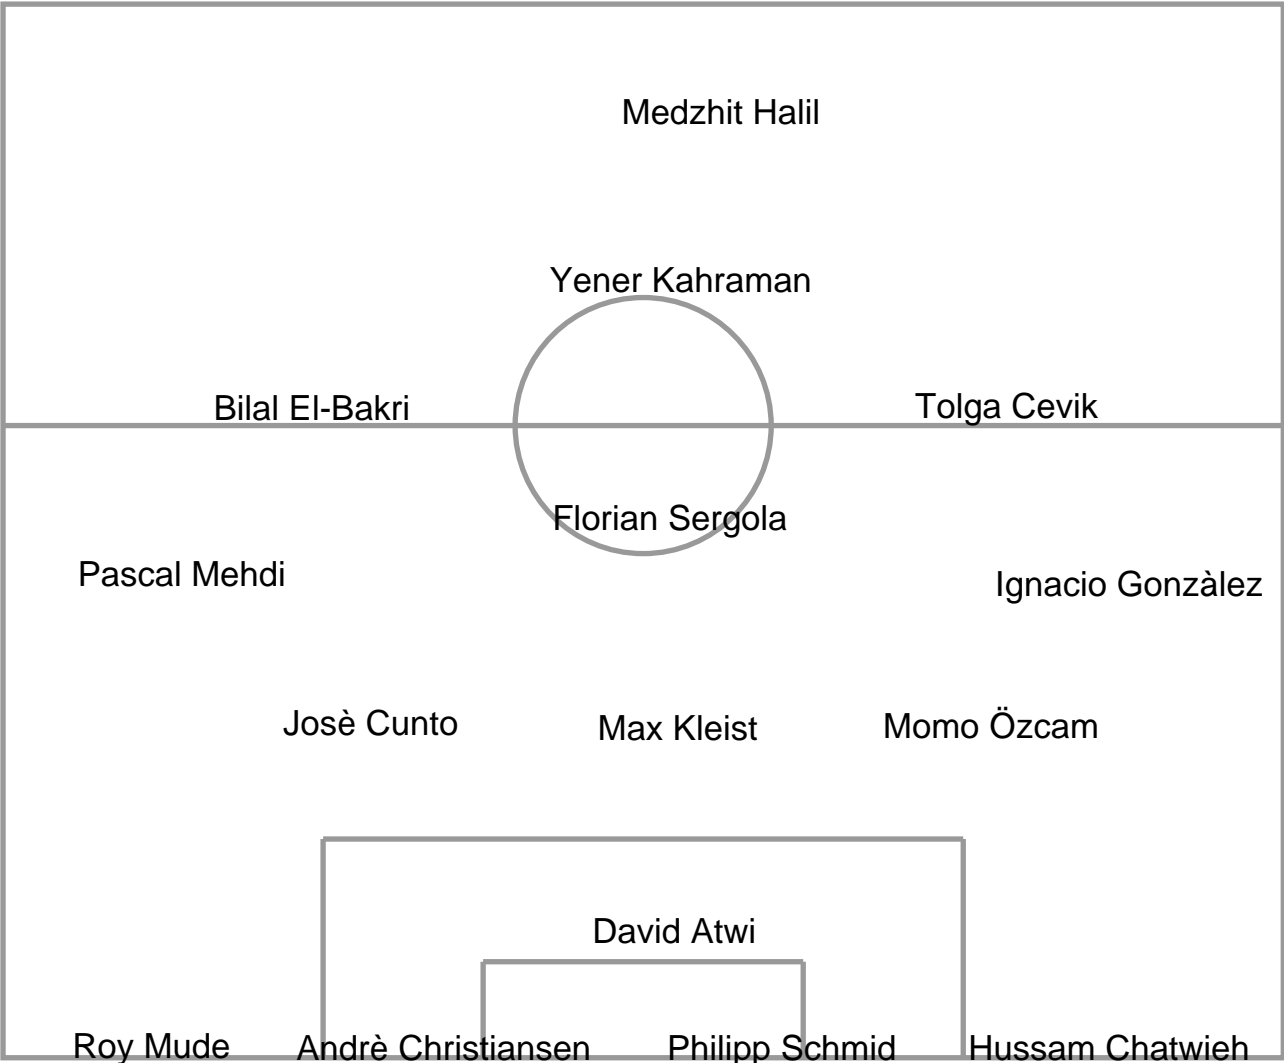 Medzhit Halil
Yener Kahraman
Bilal El-Bakri
Tolga Cevik
Florian Sergola
Pascal Mehdi
Ignacio Gonzàlez
Josè Cunto
Max Kleist
Momo Özcam
David Atwi
Roy Mude
Andrè Christiansen
Philipp Schmid
Hussam Chatwieh